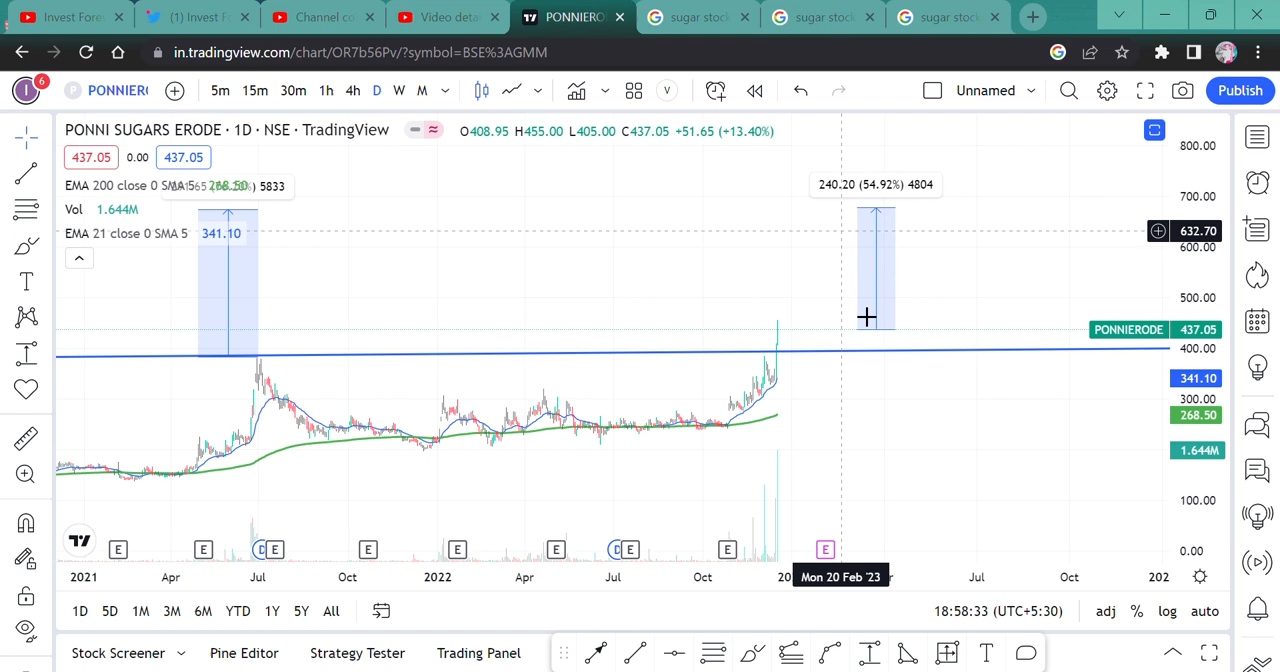 Invest Fore
(1) Invest F
Channel co
Video deta
PONNIERO
sugar stock
sugar stock
sugar stock
in.tradingview.com/chart/OR7b56Pv/?symbol=BSE%3AGMM
I
6
P
PONNIER(
5m 15m 30m 1h 4h D W M
V
Unnamed
Publish
PONNI SUGARS ERODE · 1D · NSE · TradingView
O408.95 H455.00 L405.00 C437.05 +51.65 (+13.40%)
437.05 0.00 437.05
EMA 200 close 0 SMA 5 268.50
5833
Vol 1.644M
EMA 21 close 0 SMA 5 341.10
240.20 (54.92%) 4804
800.00
700.00
632.70
600.00
500.00
PONNIERODE 437.05
400.00
341.10
300.00
268.50
1.644M
100.00
0.00
E E D E E E E D E E E
2021 Apr Jul Oct 2022 Apr Jul Oct 20 Mon 20 Feb '23 Jul Oct 202
1D 5D 1M 3M 6M YTD 1Y 5Y All
18:58:33 (UTC+5:30)
adj % log auto
Stock Screener Pine Editor Strategy Tester Trading Panel